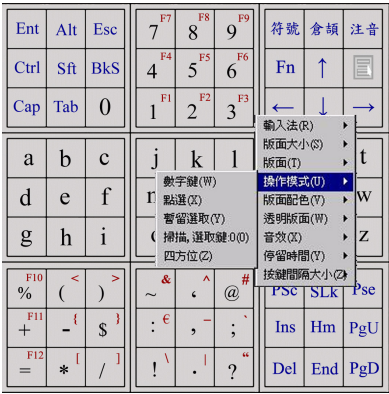 Ent Alt Esc
F7 F8 F9
7 8 9
符號 倉頡 注音
Ctrl Sft BkS
F4 F5 F6
4 5 6
Fn ↑
Cap Tab 0
F1 F2 F3
1 2 3
← ↓ →
輸入法(R)
版面大小(S)
版面(T)
操作模式(U)
版面配色(V)
透明版面(W)
音效(X)
停留時間(Y)
按鍵間隔大小(Z)
數字鍵(W)
點選(X)
暫留選取(Y)
掃描,選取鍵:0(0)
四方位(Z)
a b c
j k l
t
d e f
w
g h i
z
F10 < >
% ( )
& ^ #
~ ‘ @
PSc SLk Pse
F11 { }
+ - $
€ _ `
: , ;
Ins Hm PgU
F12 [ ]
= * /
\ | “
! . ?
Del End PgD